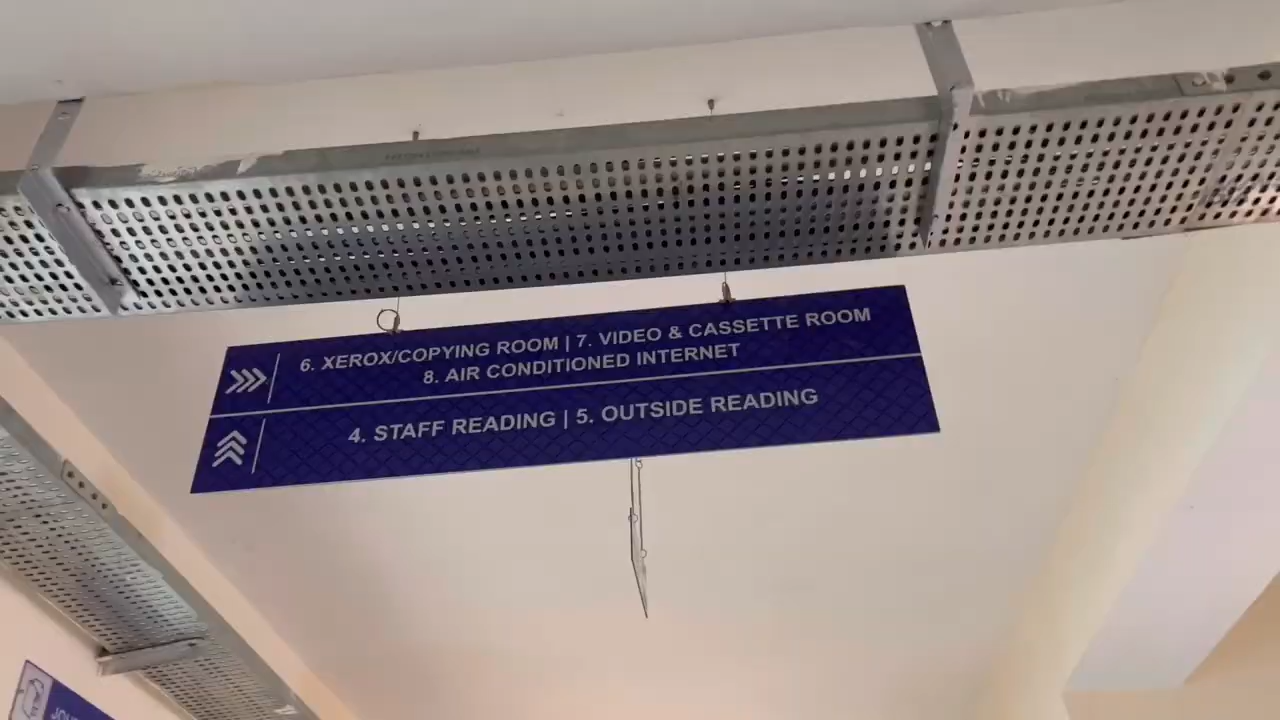 6. XEROX/COPYING ROOM | 7. VIDEO & CASSETTE ROOM
8. AIR CONDITIONED INTERNET
4. STAFF READING | 5. OUTSIDE READING